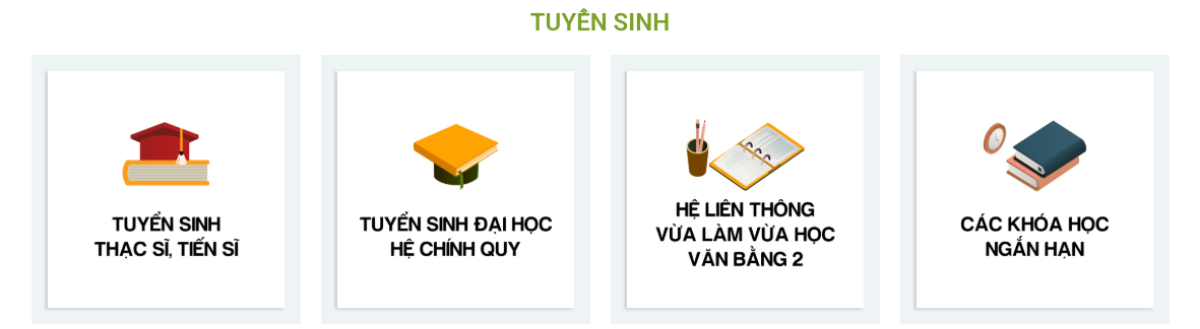 TUYỂN SINH
TUYỂN SINH
THẠC SĨ, TIẾN SĨ
TUYỂN SINH ĐẠI HỌC
HỆ CHÍNH QUY
HỆ LIÊN THÔNG
VỪA LÀM VỪA HỌC
VĂN BẰNG 2
CÁC KHÓA HỌC
NGẮN HẠN